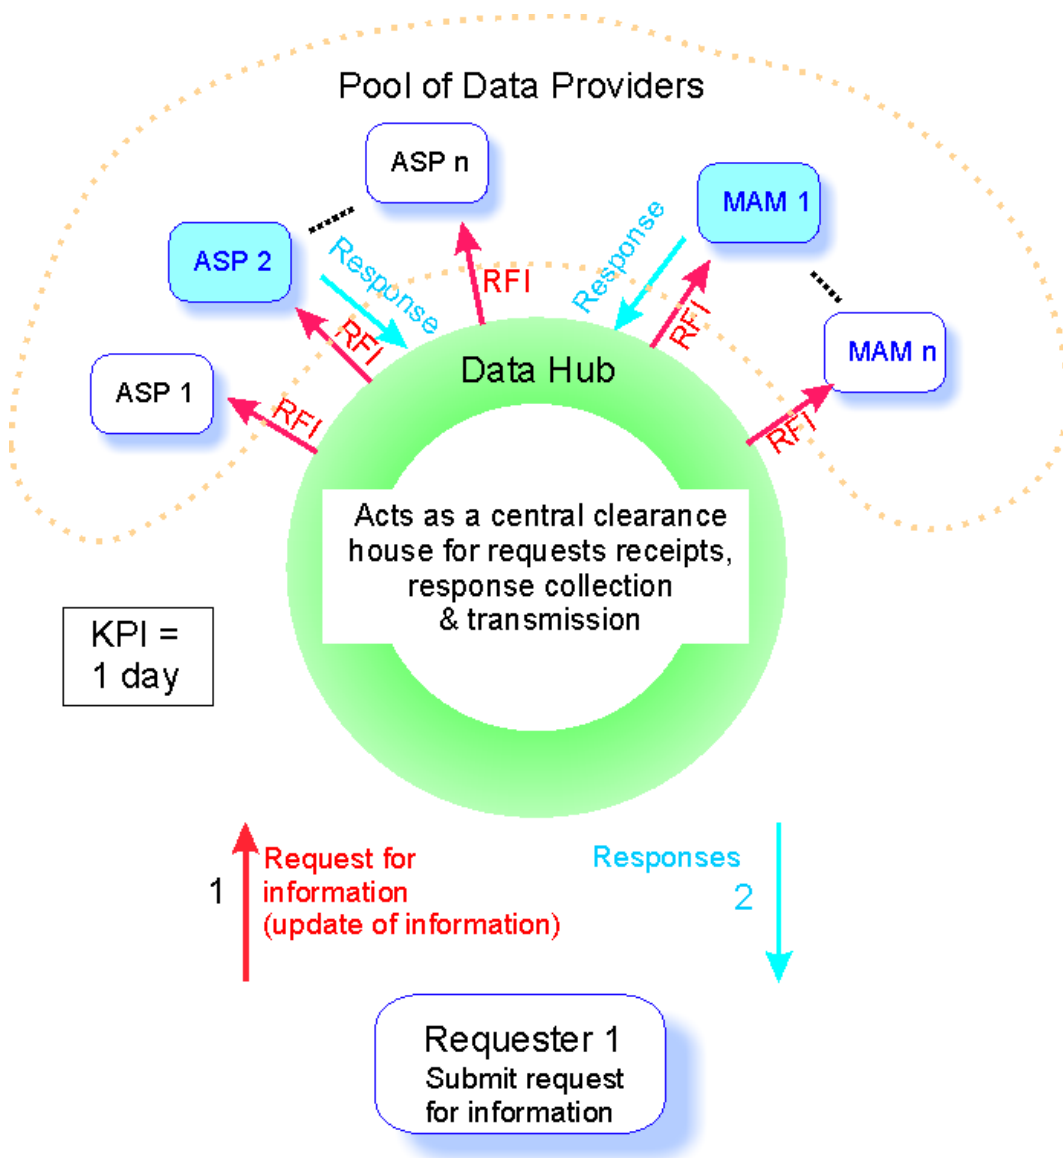 Pool of Data Providers
ASP n
MAM 1
Response
Response
ASP 2
RFI
RFI
RFI
MAM n
Data Hub
ASP 1
RFI
RFI
Acts as a central clearance
house for requests receipts,
response collection
& transmission
KPI =
1 day
1
Request for
information
(update of information)
Responses
2
Requester 1
Submit request
for information